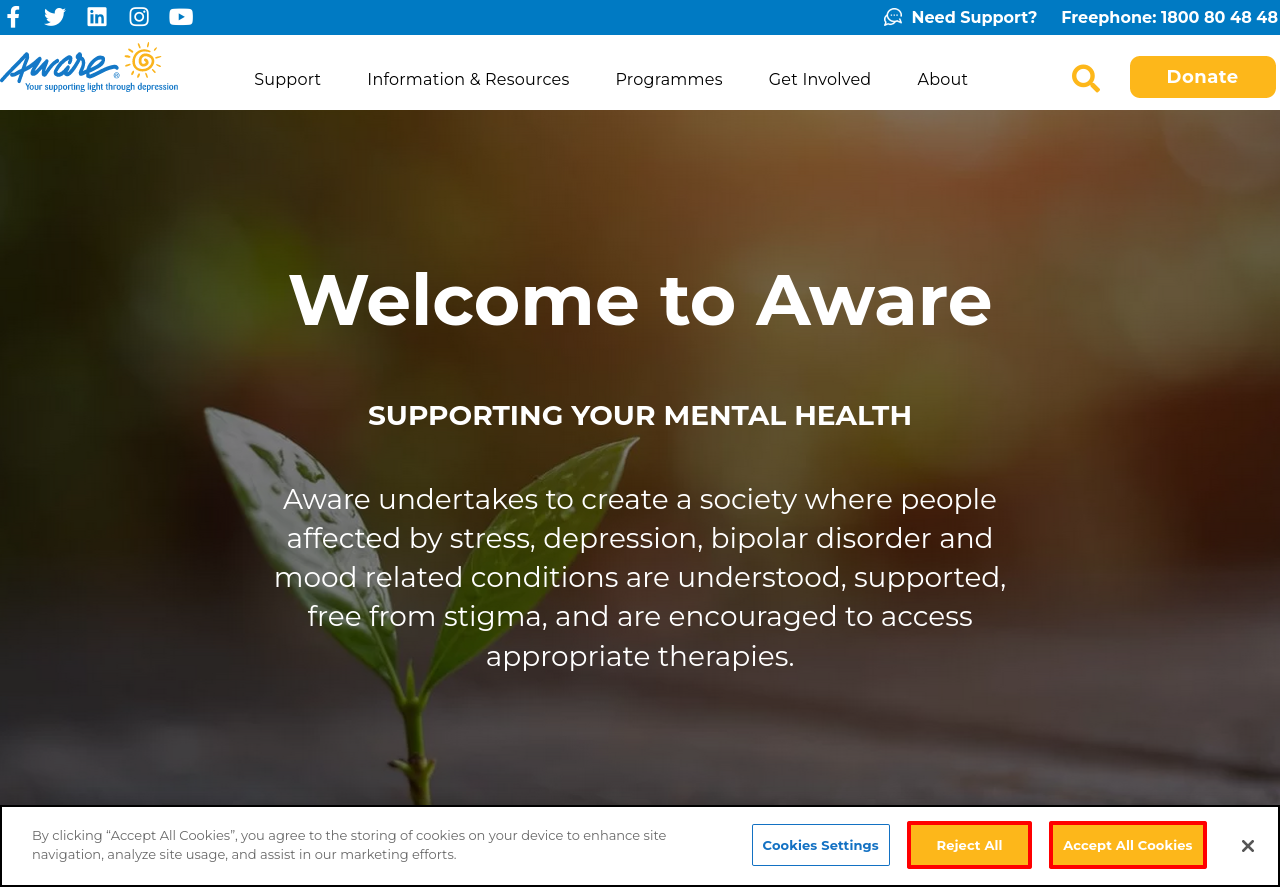 Need Support? Freephone: 1800 80 48 48
Aware®
Your supporting light through depression
Support Information & Resources Programmes Get Involved About Donate
Welcome to Aware
SUPPORTING YOUR MENTAL HEALTH
Aware undertakes to create a society where people
affected by stress, depression, bipolar disorder and
mood related conditions are understood, supported,
free from stigma, and are encouraged to access
appropriate therapies.
By clicking “Accept All Cookies”, you agree to the storing of cookies on your device to enhance site
navigation, analyze site usage, and assist in our marketing efforts.
Cookies Settings Reject All Accept All Cookies